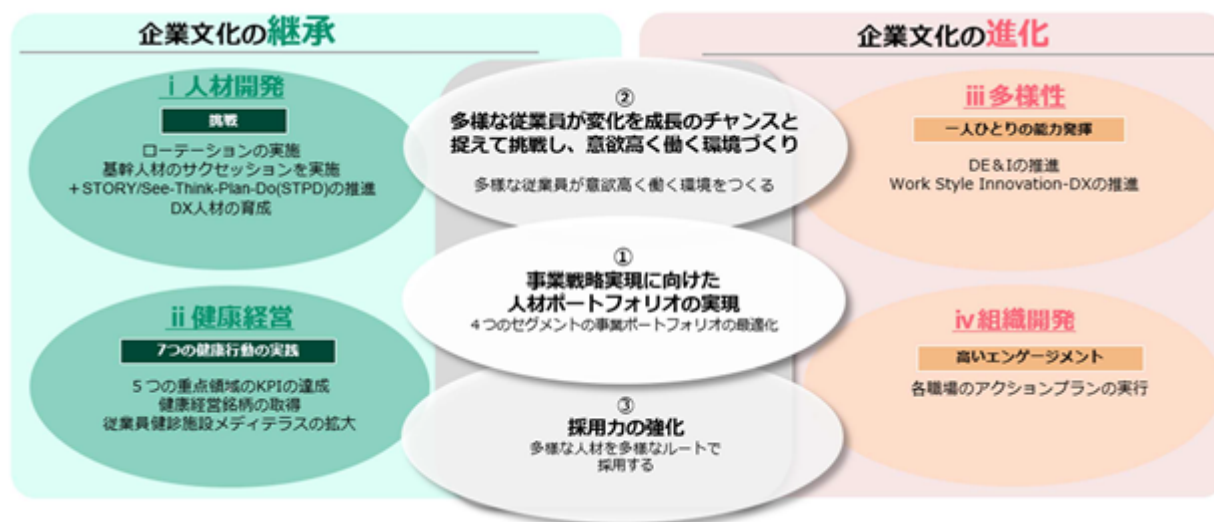 企業文化の継承
ⅰ人材開発
挑戦
ローテーションの実施
基幹人材のサクセッションを実施
＋STORY/See-Think-Plan-Do(STPD)の推進
DX人材の育成
ⅱ健康経営
7つの健康行動の実践
５つの重点領域のKPIの達成
健康経営銘柄の取得
従業員健診施設メディテラスの拡大
②
多様な従業員が変化を成長のチャンスと
捉えて挑戦し、意欲高く働く環境づくり
多様な従業員が意欲高く働く環境をつくる
①
事業戦略実現に向けた
人材ポートフォリオの実現
４つのセグメントの事業ポートフォリオの最適化
③
採用力の強化
多様な人材を多様なルートで
採用する
企業文化の進化
ⅲ多様性
一人ひとりの能力発揮
DE&Iの推進
Work Style Innovation-DXの推進
ⅳ組織開発
高いエンゲージメント
各職場のアクションプランの実行